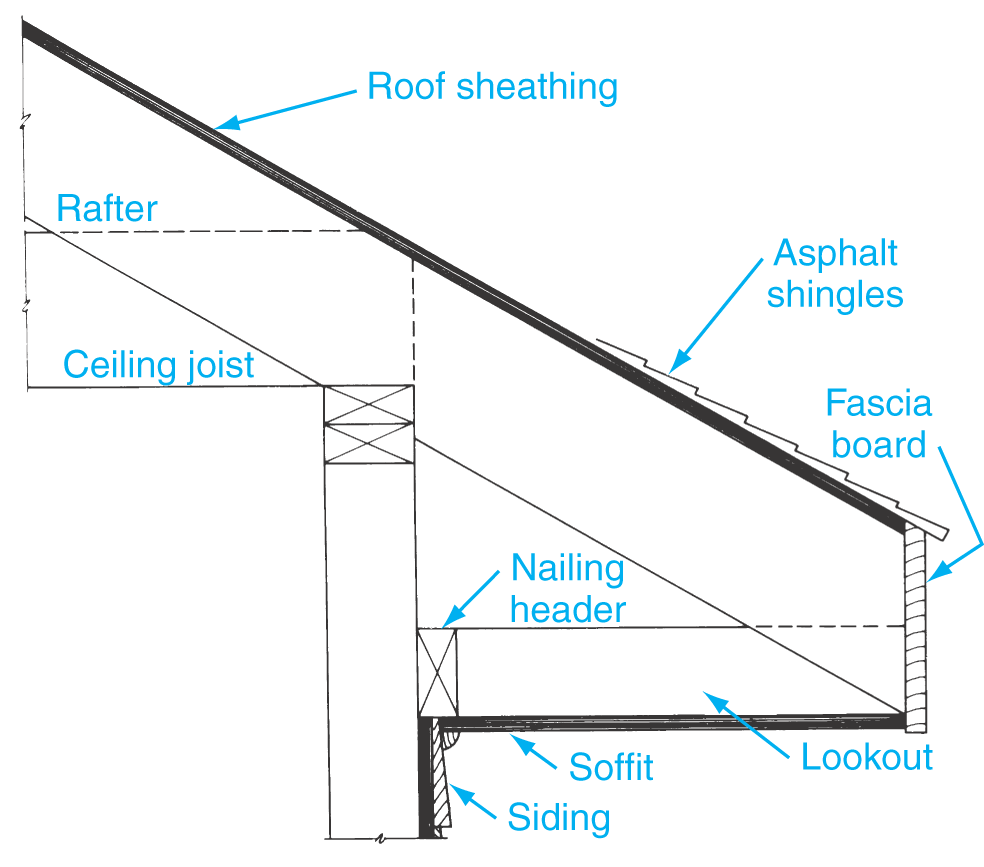 Roof sheathing
Rafter
Asphalt
shingles
Ceiling joist
Fascia
board
Nailing
header
Lookout
Soffit
Siding